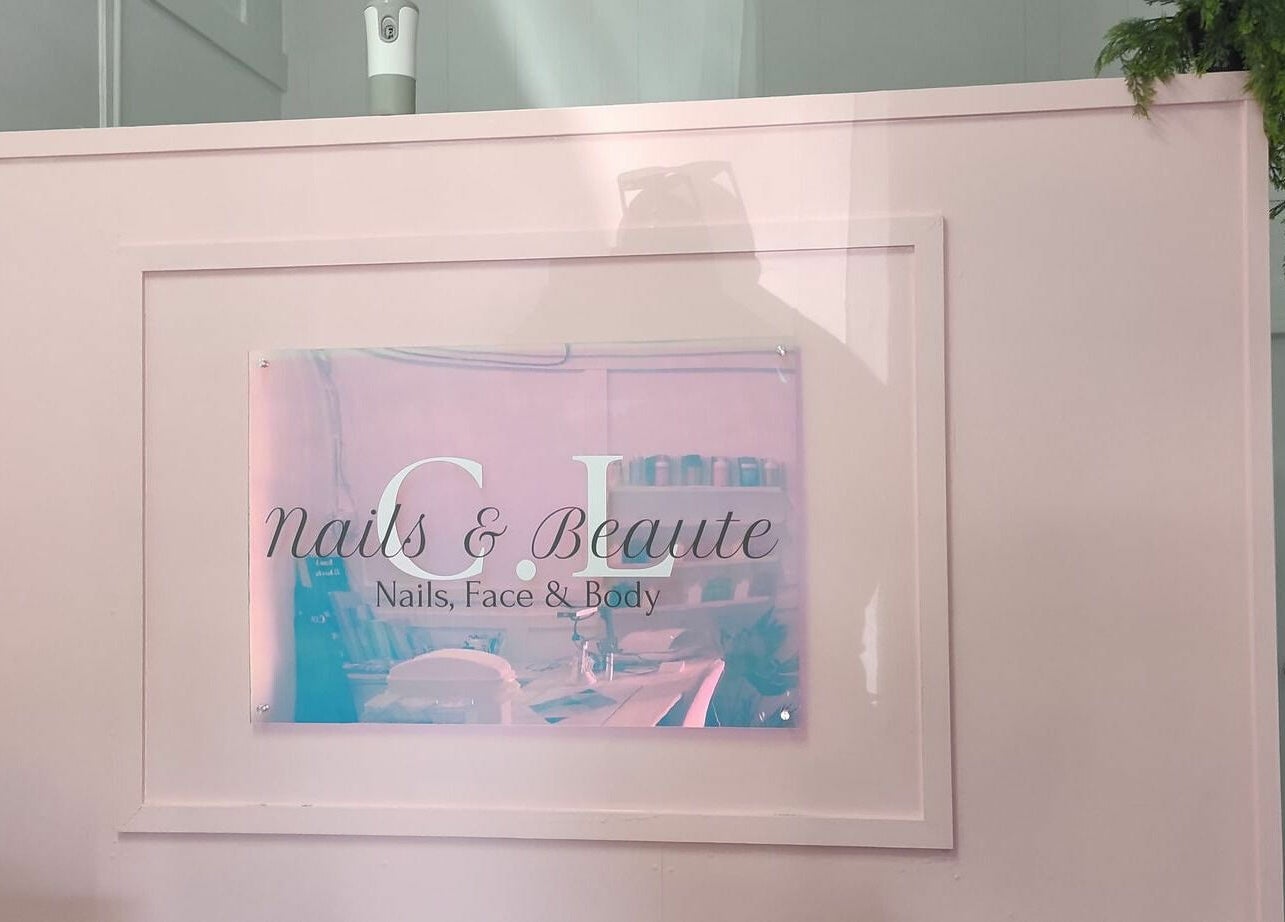 C.L
Nails & Beaute
Nails, Face & Body